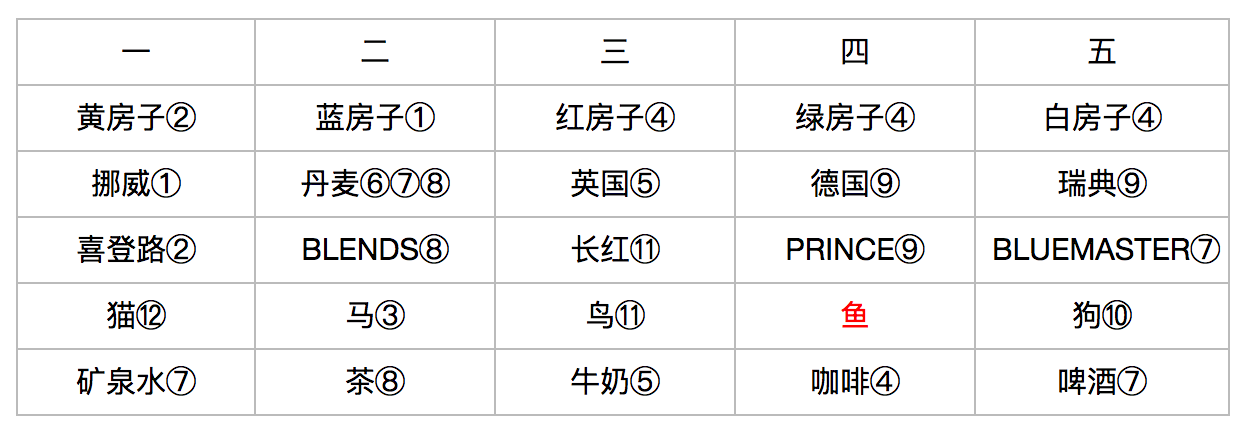 一 二 三 四 五
黄房子② 蓝房子① 红房子④ 绿房子④ 白房子④
挪威① 丹麦⑥⑦⑧ 英国⑤ 德国⑨ 瑞典⑨
喜登路② BLENDS⑧ 长红⑪ PRINCE⑨ BLUEMASTER⑦
猫⑫ 马③ 鸟⑪ 鱼 狗⑩
矿泉水⑦ 茶⑧ 牛奶⑤ 咖啡④ 啤酒⑦